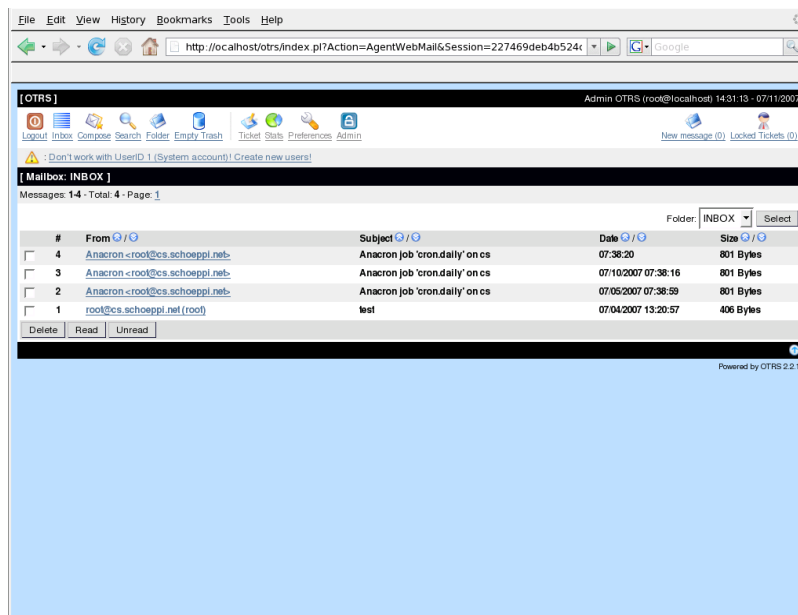 File Edit View History Bookmarks Tools Help
http://localhost/otrs/index.pl?Action=AgentWebMail&Session=227469deb4b524c
G Google
[ OTRS ] Admin OTRS (root@localhost) 14:31:13 - 07/11/2007
Logout Inbox Compose Search Folder Empty Trash Ticket Stats Preferences Admin New message (0) Locked Tickets (0)
: Don't work with UserID 1 (System account)! Create new users!
[ Mailbox: INBOX ]
Messages: 1-4 - Total: 4 - Page: 1
Folder: INBOX Select
# From / Subject / Date / Size /
4 Anacron <root@cs.schoeppi.net> Anacron job 'cron.daily' on cs 07:38:20 801 Bytes
3 Anacron <root@cs.schoeppi.net> Anacron job 'cron.daily' on cs 07/10/2007 07:38:16 801 Bytes
2 Anacron <root@cs.schoeppi.net> Anacron job 'cron.daily' on cs 07/05/2007 07:38:59 801 Bytes
1 root@cs.schoeppi.net (root) test 07/04/2007 13:20:57 406 Bytes
Delete Read Unread
Powered by OTRS 2.2.1